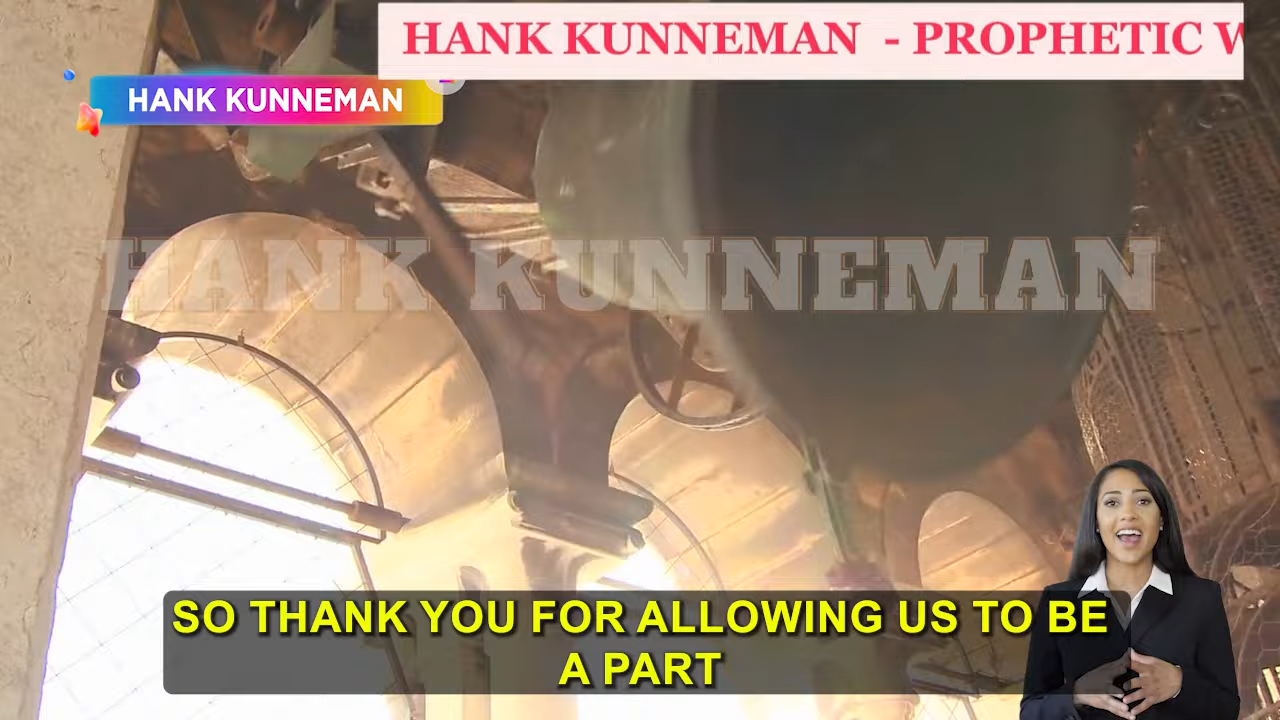 HANK KUNNEMAN - PROPHETIC W
HANK KUNNEMAN
HANK KUNNEMAN
SO THANK YOU FOR ALLOWING US TO BE
A PART